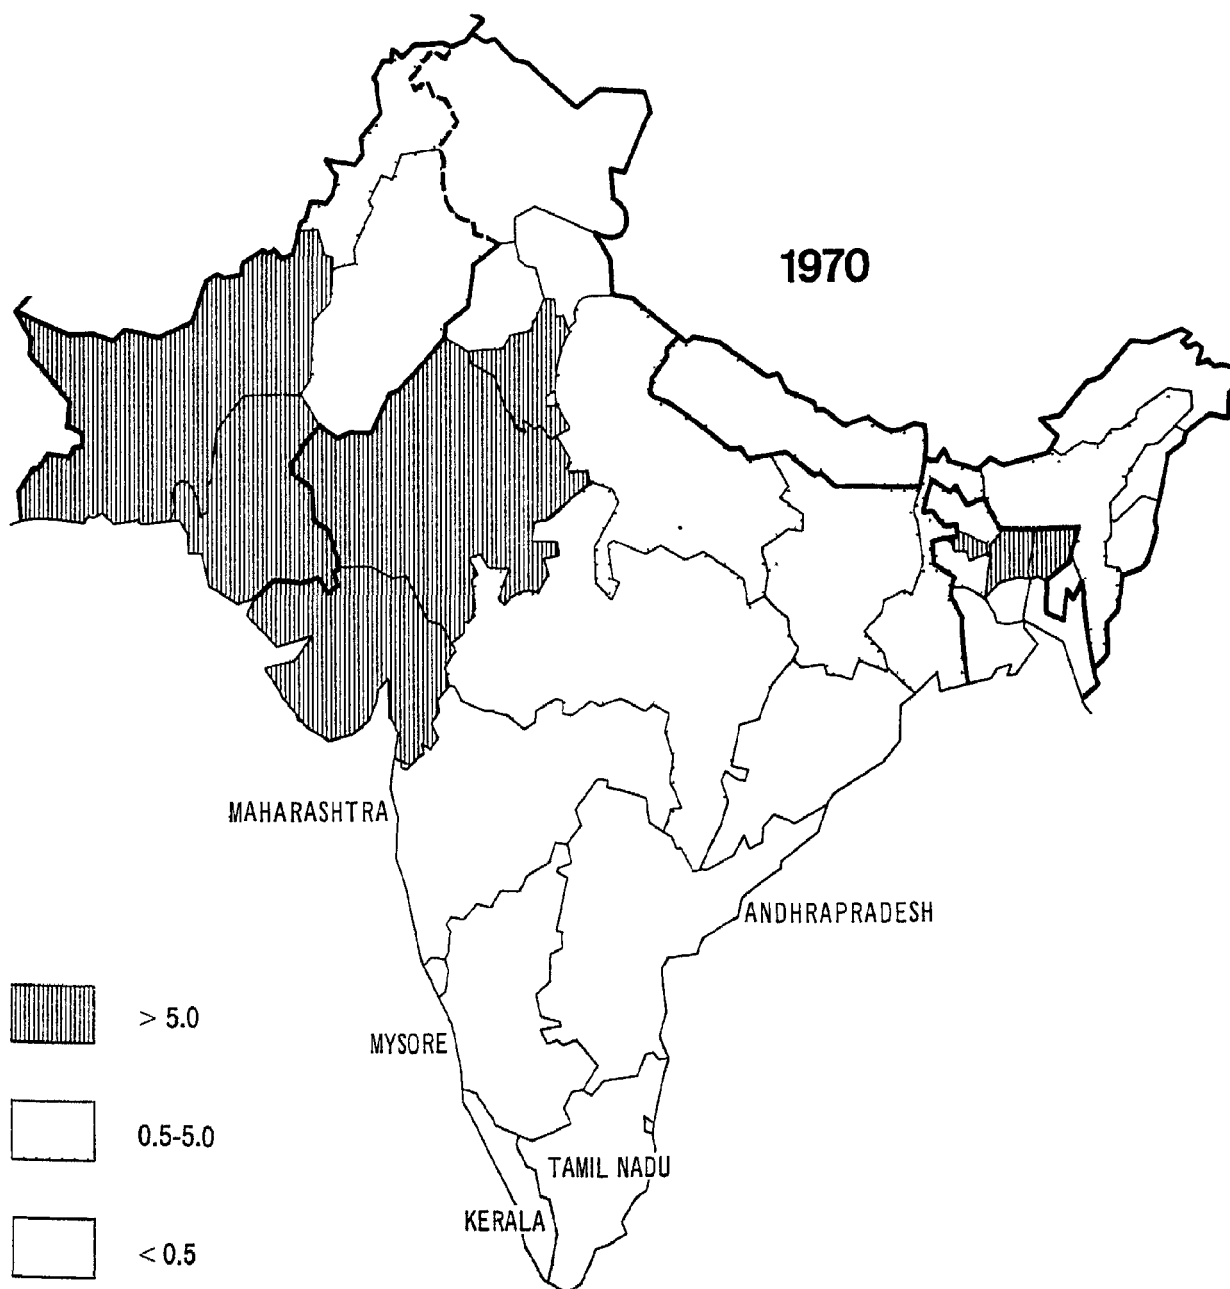 1970
MAHARASHTRA
ANDHRAPRADESH
> 5.0
MYSORE
0.5-5.0
TAMIL NADU
KERALA
< 0.5